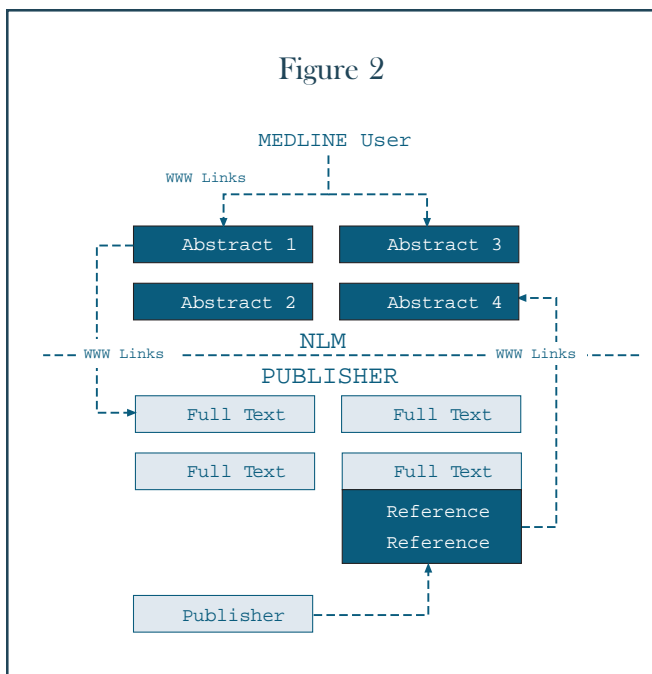 Figure 2
MEDLINE User
WWW Links
Abstract 1
Abstract 3
Abstract 2
Abstract 4
NLM
WWW Links
WWW Links
PUBLISHER
Full Text
Full Text
Full Text
Full Text
Reference
Reference
Publisher